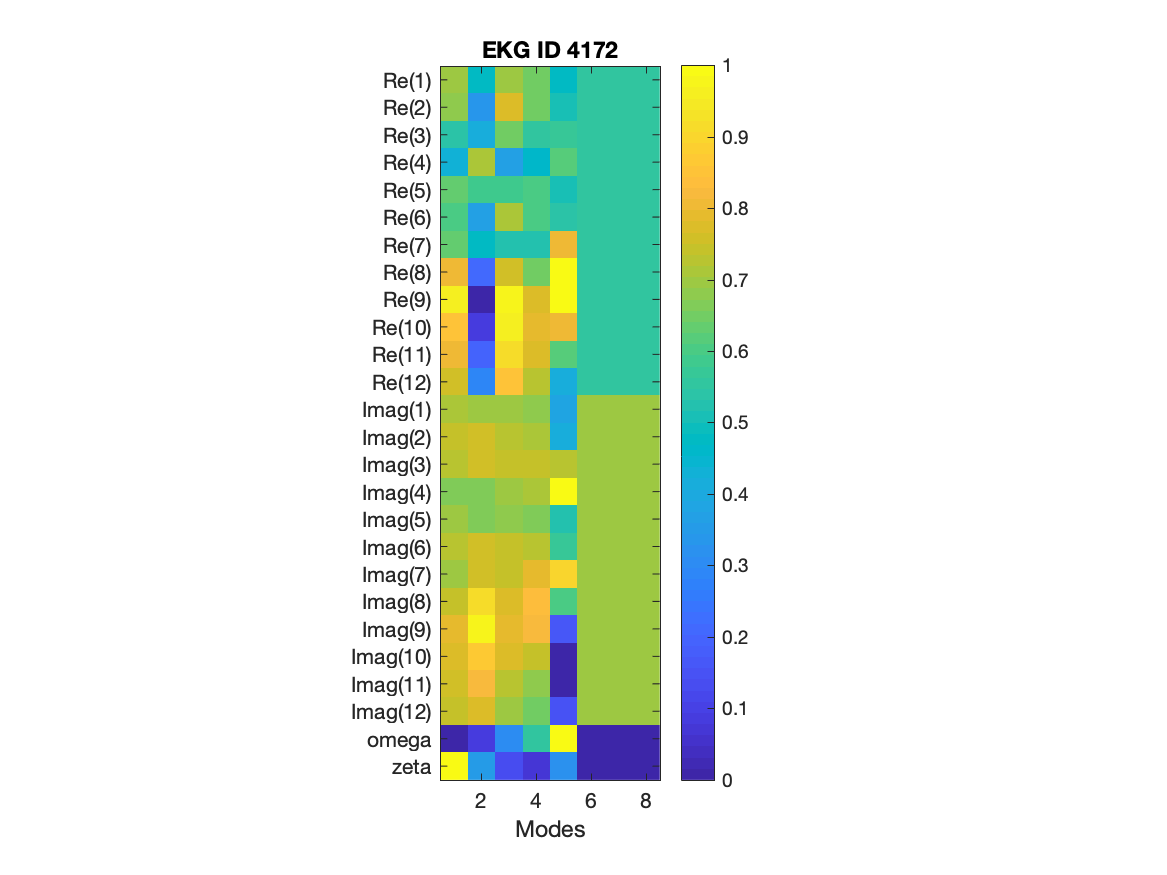 EKG ID 4172
Re(1)
Re(2)
Re(3)
Re(4)
Re(5)
Re(6)
Re(7)
Re(8)
Re(9)
Re(10)
Re(11)
Re(12)
Imag(1)
Imag(2)
Imag(3)
Imag(4)
Imag(5)
Imag(6)
Imag(7)
Imag(8)
Imag(9)
Imag(10)
Imag(11)
Imag(12)
omega
zeta
2 4 6 8
Modes
1
0.9
0.8
0.7
0.6
0.5
0.4
0.3
0.2
0.1
0